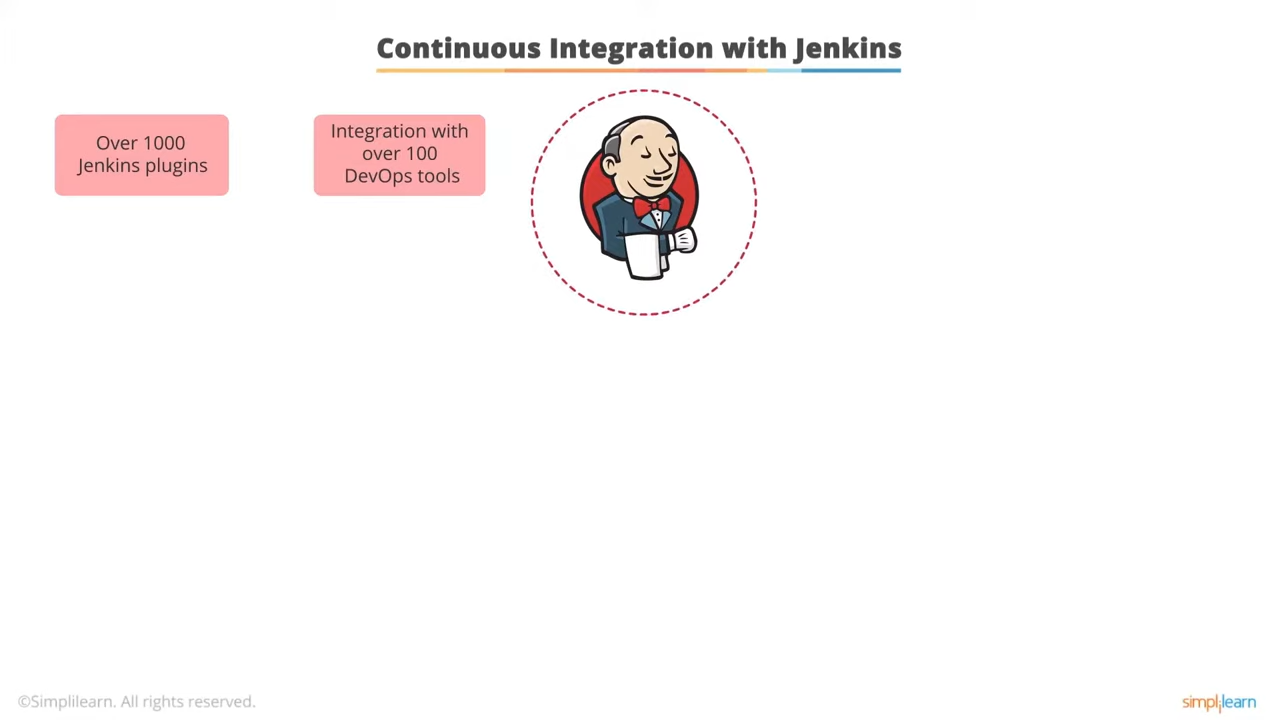 Continuous Integration with Jenkins
Over 1000
Jenkins plugins
Integration with
over 100
DevOps tools
©Simplilearn. All rights reserved.
simplilearn